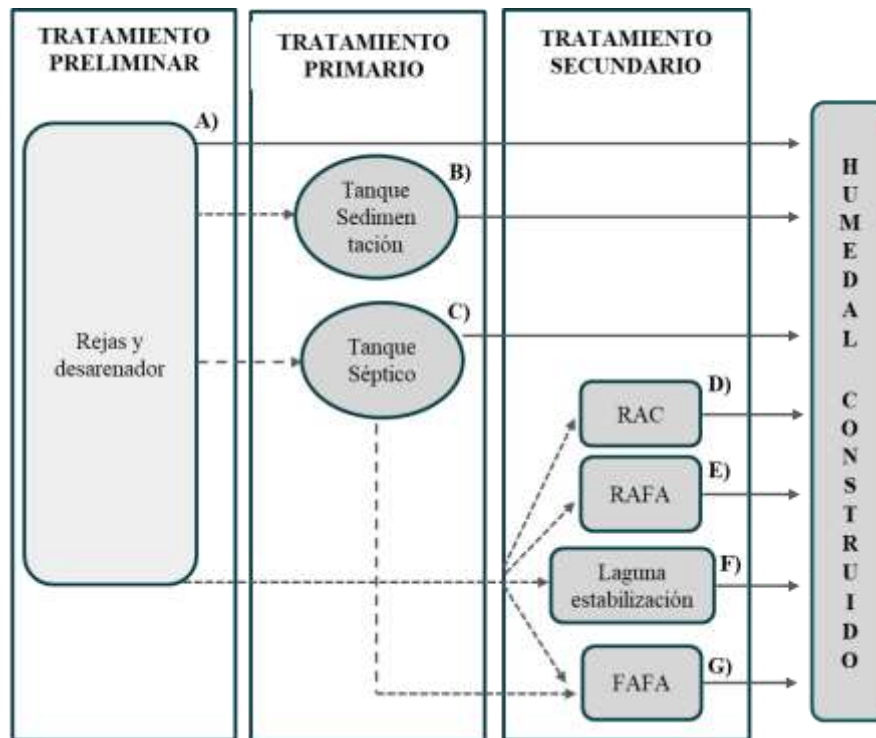 TRATAMIENTO
PRELIMINAR
TRATAMIENTO
PRIMARIO
TRATAMIENTO
SECUNDARIO
A)
Rejas y
desarenador
B)
Tanque
Sedimen
tación
C)
Tanque
Séptico
D)
RAC
E)
RAFA
F)
Laguna
estabilización
G)
FAFA
H
U
M
E
D
A
L
C
O
N
S
T
R
U
I
D
O